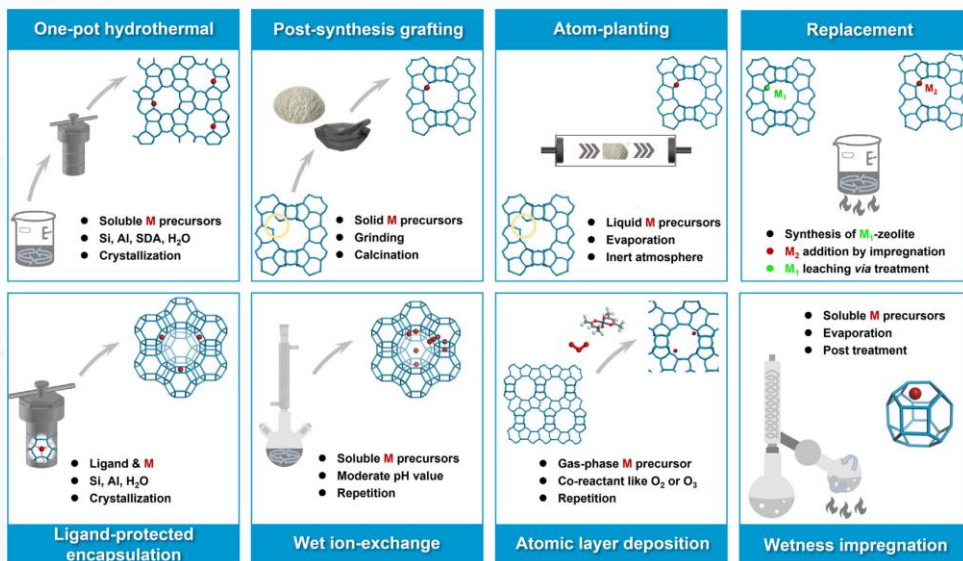 One-pot hydrothermal
Soluble M precursors
Si, Al, SDA, H₂O
Crystallization
Post-synthesis grafting
Solid M precursors
Grinding
Calcination
Atom-planting
Liquid M precursors
Evaporation
Inert atmosphere
Replacement
M₁
M₂
Synthesis of M₁-zeolite
M₂ addition by impregnation
M₁ leaching via treatment
Ligand & M
Si, Al, H₂O
Crystallization
Ligand-protected
encapsulation
Soluble M precursors
Moderate pH value
Repetition
Wet ion-exchange
Gas-phase M precursor
Co-reactant like O₂ or O₃
Repetition
Atomic layer deposition
Soluble M precursors
Evaporation
Post treatment
Wetness impregnation